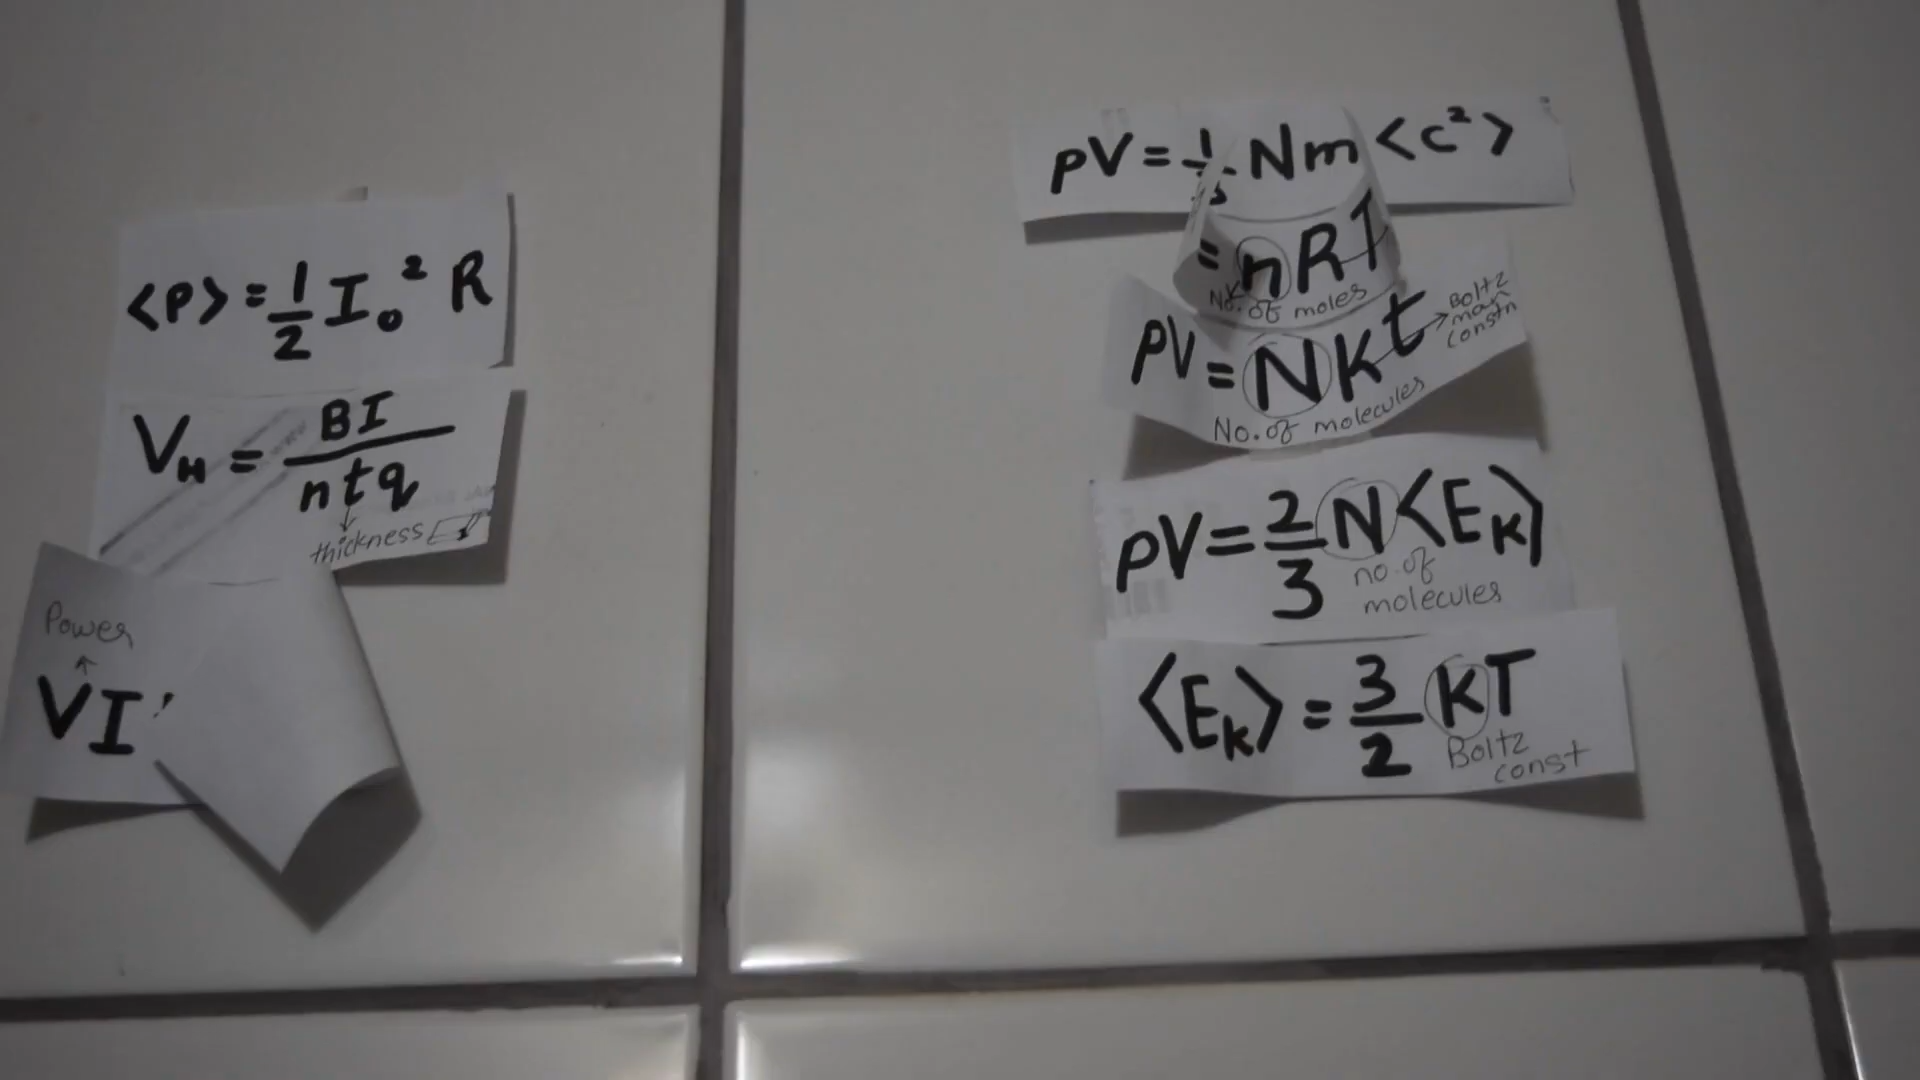 <P> = 1/2 I₀² R
V_H = BI / ntq
thickness
Power
VI
pV = 1/3 Nm <c²>
= nRT
No. of moles
PV = Nkt
Boltz
man
constn
No. of molecules
pV = 2/3 N <E_K>
no. of
molecules
<E_k> = 3/2 KT
Boltz
const